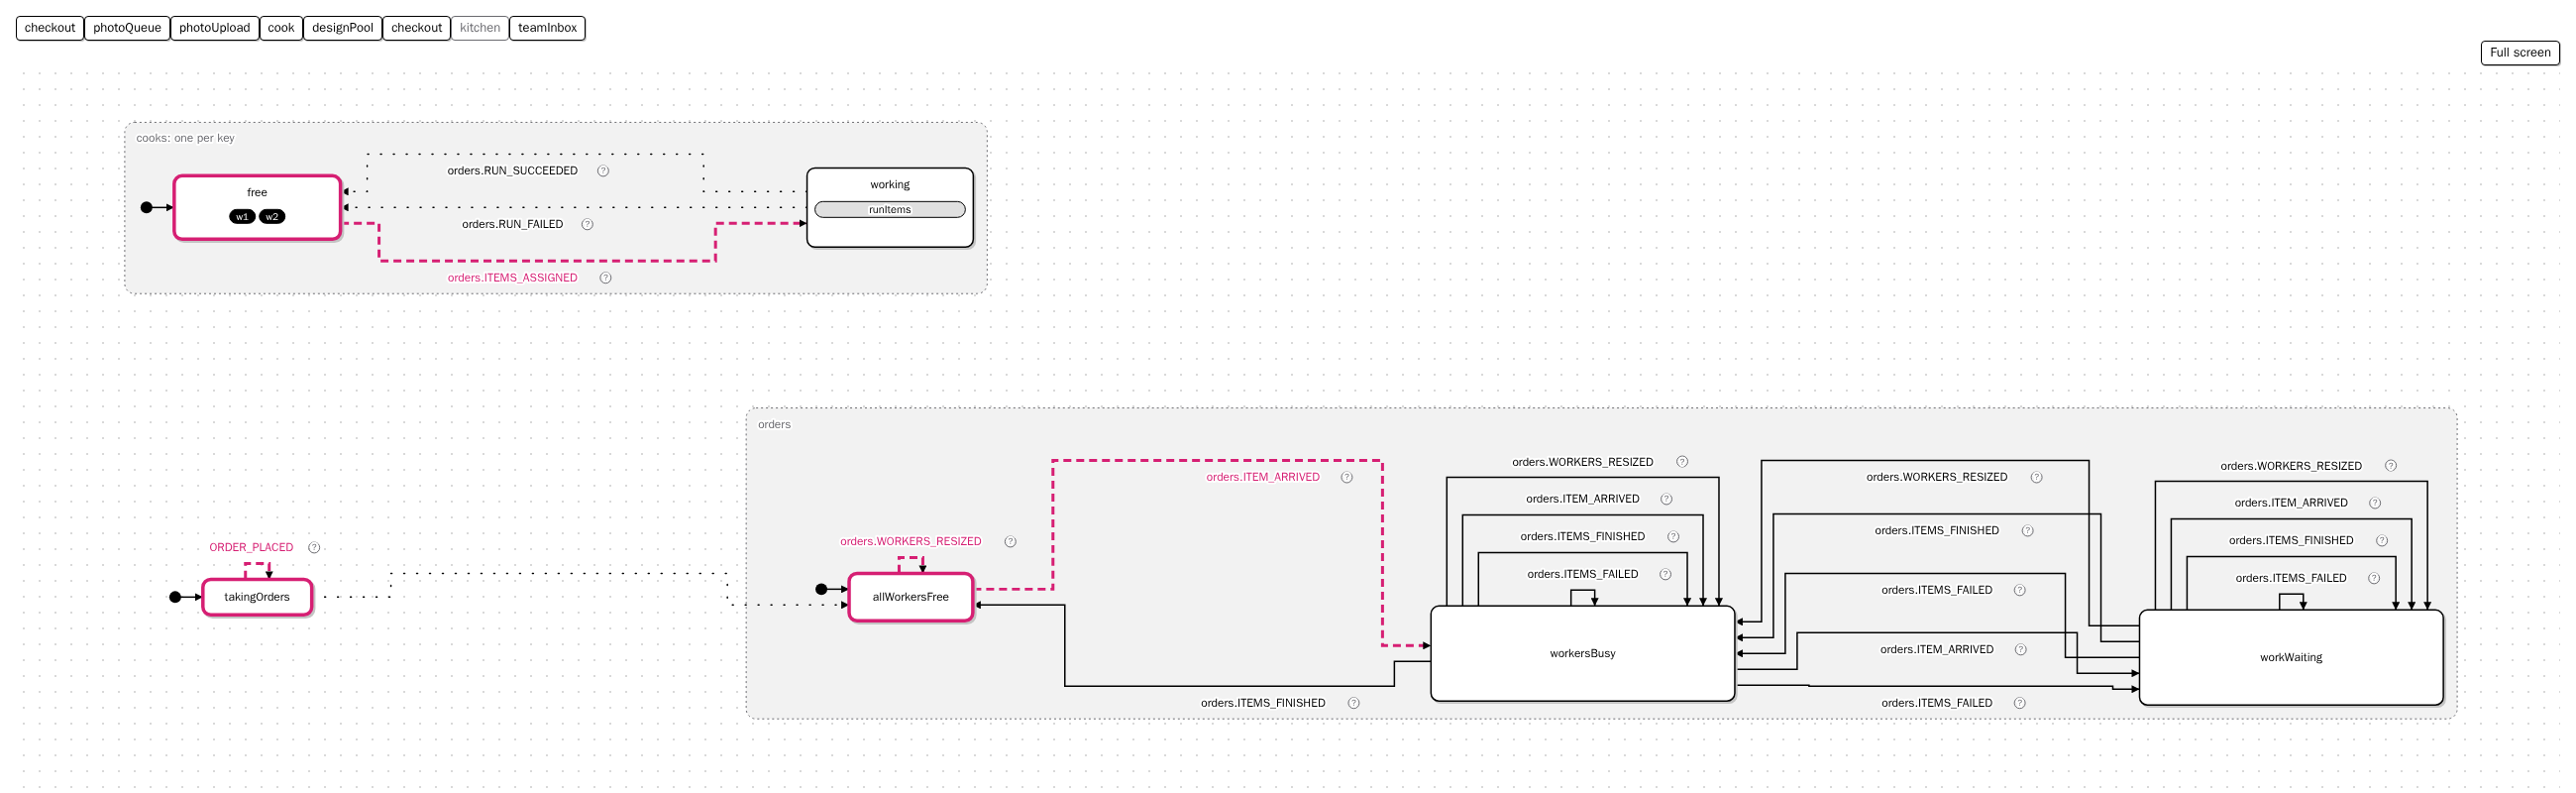 checkout photoQueue photoUpload cook designPool checkout kitchen teamInbox
Full screen
cooks: one per key
orders.RUN_SUCCEEDED ?
free
w1 w2
working
runItems
orders.RUN_FAILED ?
orders.ITEMS_ASSIGNED ?
orders
orders.WORKERS_RESIZED ?
orders.WORKERS_RESIZED ?
orders.ITEM_ARRIVED ?
orders.WORKERS_RESIZED ?
orders.ITEM_ARRIVED ?
orders.ITEM_ARRIVED ?
orders.ITEMS_FINISHED ?
orders.ITEMS_FINISHED ?
orders.ITEMS_FINISHED ?
ORDER_PLACED ?
orders.WORKERS_RESIZED ?
orders.ITEMS_FAILED ?
orders.ITEMS_FAILED ?
orders.ITEMS_FAILED ?
takingOrders
allWorkersFree
workersBusy
orders.ITEM_ARRIVED ?
workWaiting
orders.ITEMS_FINISHED ?
orders.ITEMS_FAILED ?